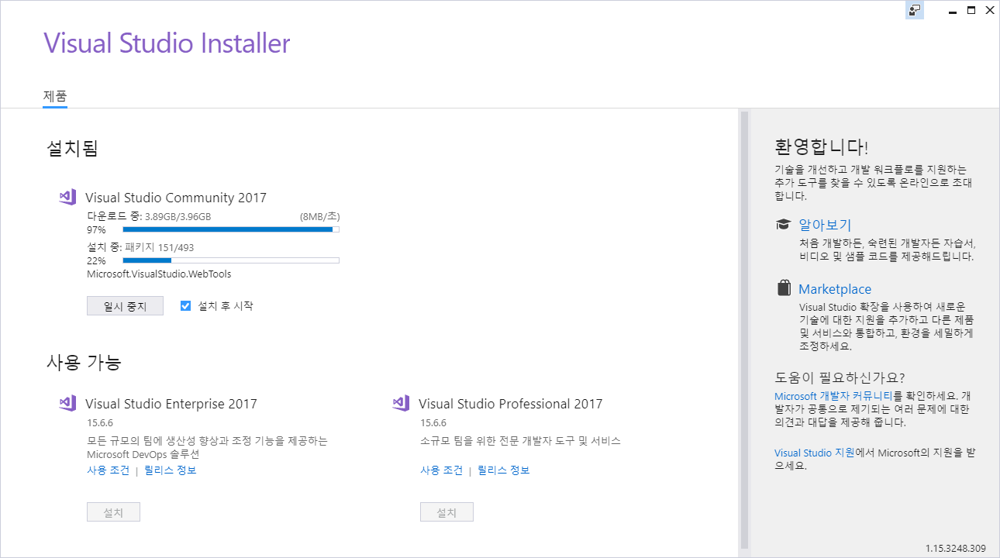 Visual Studio Installer
제품
설치됨
Visual Studio Community 2017
다운로드 중: 3.89GB/3.96GB (8MB/초)
97%
설치 중: 패키지 151/493
22%
Microsoft.VisualStudio.WebTools
일시 중지 설치 후 시작
사용 가능
Visual Studio Enterprise 2017
15.6.6
모든 규모의 팀에 생산성 향상과 조정 기능을 제공하는
Microsoft DevOps 솔루션
사용 조건 | 릴리스 정보
설치
Visual Studio Professional 2017
15.6.6
소규모 팀을 위한 전문 개발자 도구 및 서비스
사용 조건 | 릴리스 정보
설치
환영합니다!
기술을 개선하고 개발 워크플로를 지원하는
추가 도구를 찾을 수 있도록 온라인으로 초대
합니다.
알아보기
처음 개발하든, 숙련된 개발자든 자습서,
비디오 및 샘플 코드를 제공해드립니다.
Marketplace
Visual Studio 확장을 사용하여 새로운
기술에 대한 지원을 추가하고 다른 제품
및 서비스와 통합하고, 환경을 세밀하게
조정하세요.
도움이 필요하신가요?
Microsoft 개발자 커뮤니티를 확인하세요. 개
발자가 공통으로 제기되는 여러 문제에 대한
의견과 대답을 제공해 줍니다.
Visual Studio 지원에서 Microsoft의 지원을 받
으세요.
1.15.3248.309